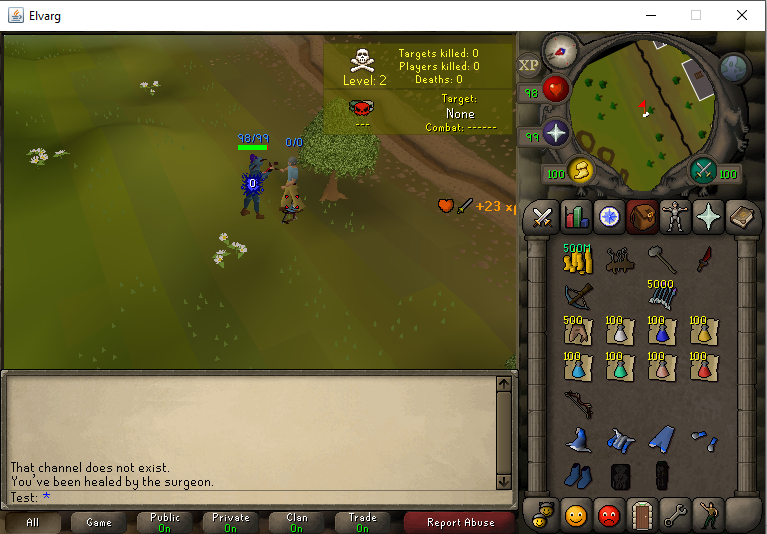 Elvarg
Targets killed: 0
Players killed: 0
Level: 2
Deaths: 0
Target:
None
---
Combat: ------
98/99
0/0
0
+23 xp
XP
98
99
100
100
500M
5000
500
100
100
100
100
100
100
100
That channel does not exist.
You've been healed by the surgeon.
Test: *
All
Game
Public
On
Private
On
Clan
On
Trade
On
Report Abuse